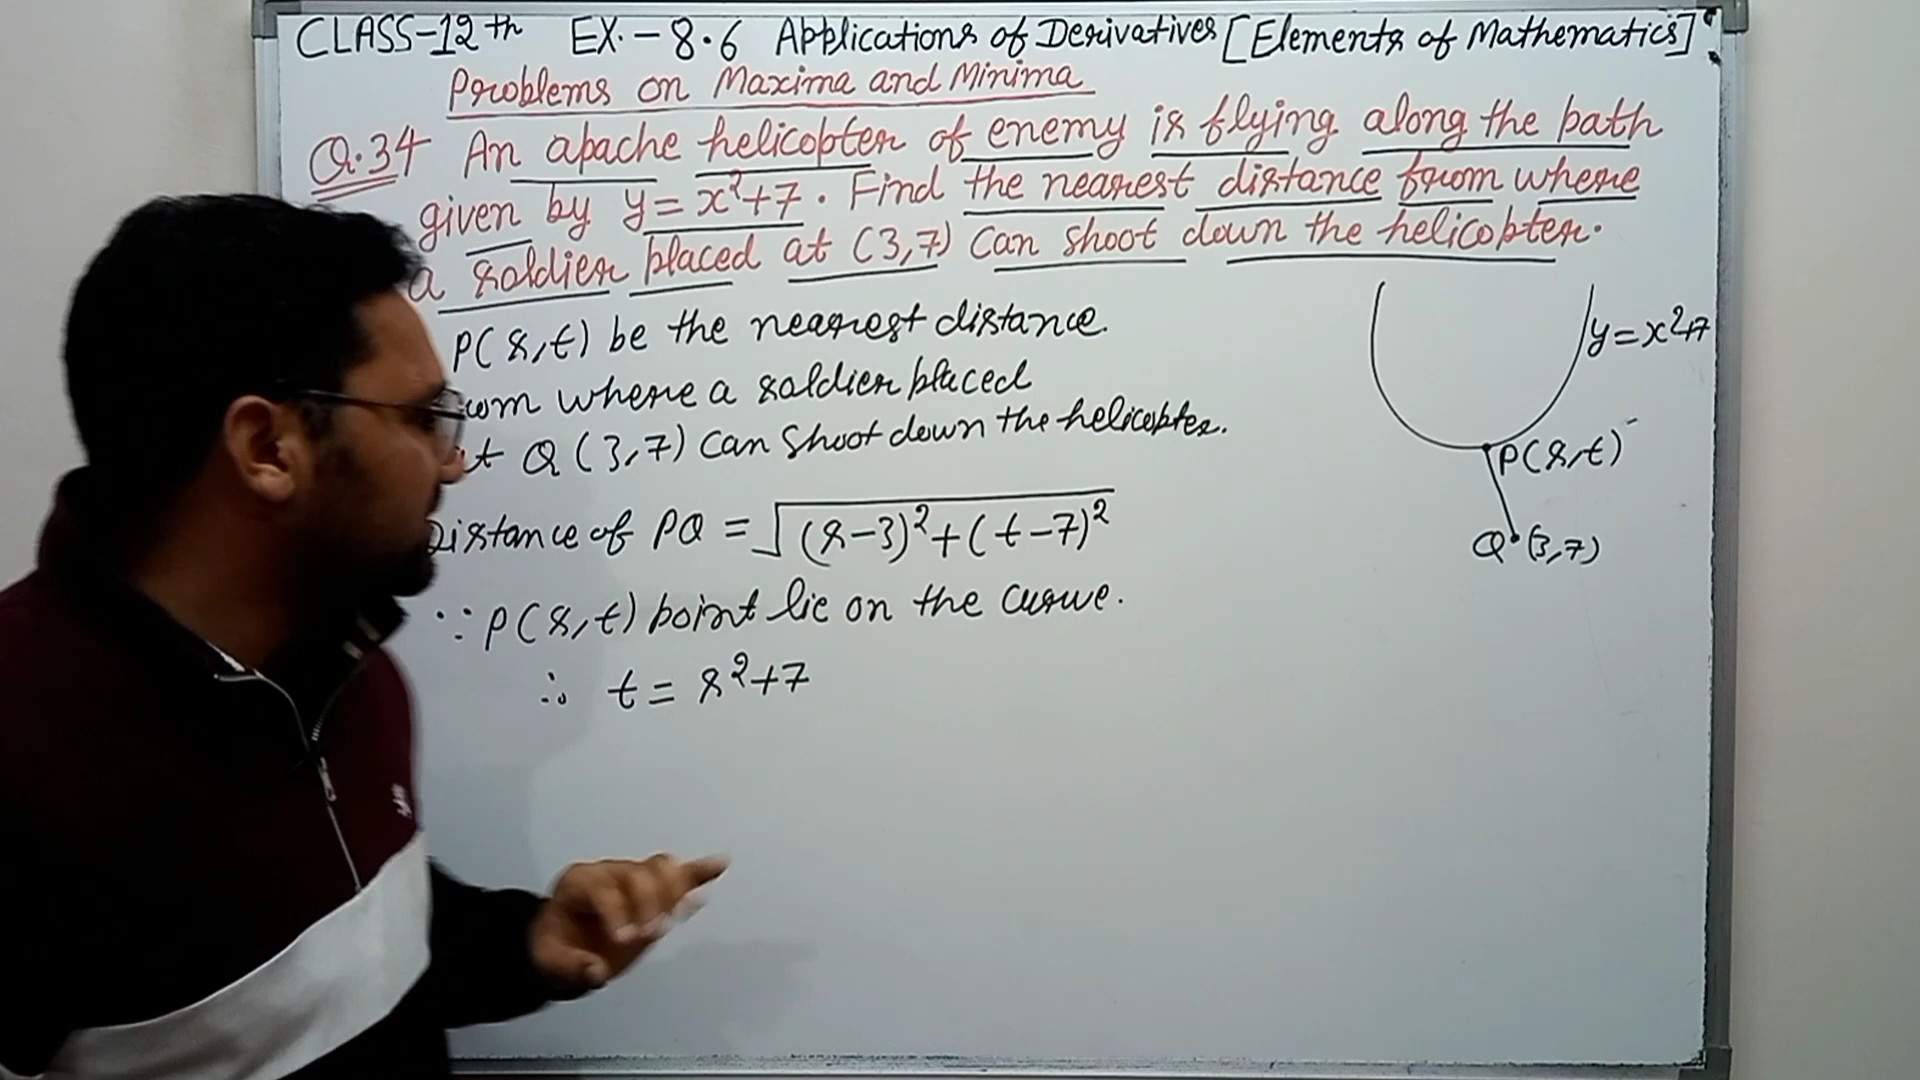 CLASS-12th EX.-8.6 Applications of Derivatives [Elements of Mathematics]
Problems on Maxima and Minima
Q.34 An apache helicopter of enemy is flying along the path
given by y=x²+7. Find the nearest distance from where
a soldier placed at (3,7) Can shoot down the helicopter.
P(s,t) be the nearest distance.
where a soldier placed
Q(3,7) Can shoot down the helicopter.
Distance of PQ = √(s-3)²+(t-7)²
∵ P(s,t) point lie on the curve.
∴ t = s²+7
y=x²+7
P(s,t)
Q (3,7)